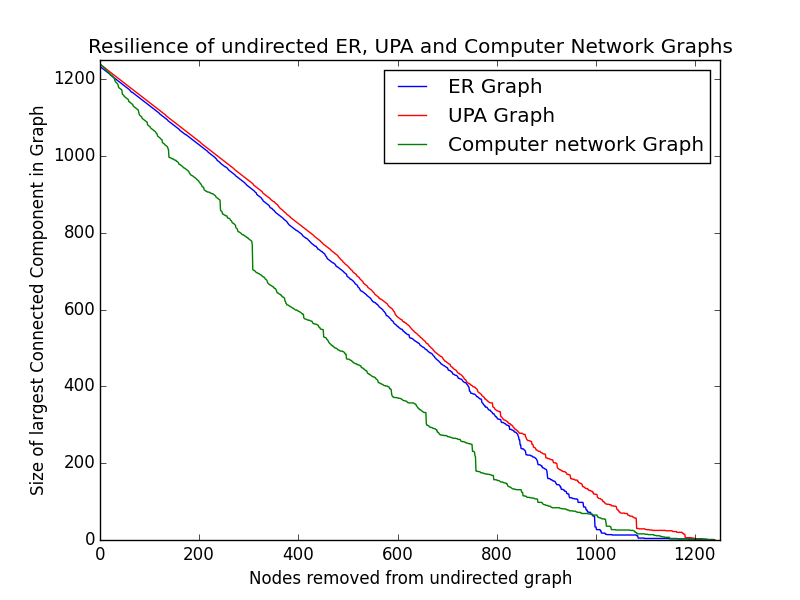 Resilience of undirected ER, UPA and Computer Network Graphs
ER Graph
UPA Graph
Computer network Graph
Size of largest Connected Component in Graph
1200
1000
800
600
400
200
0
0 200 400 600 800 1000 1200
Nodes removed from undirected graph